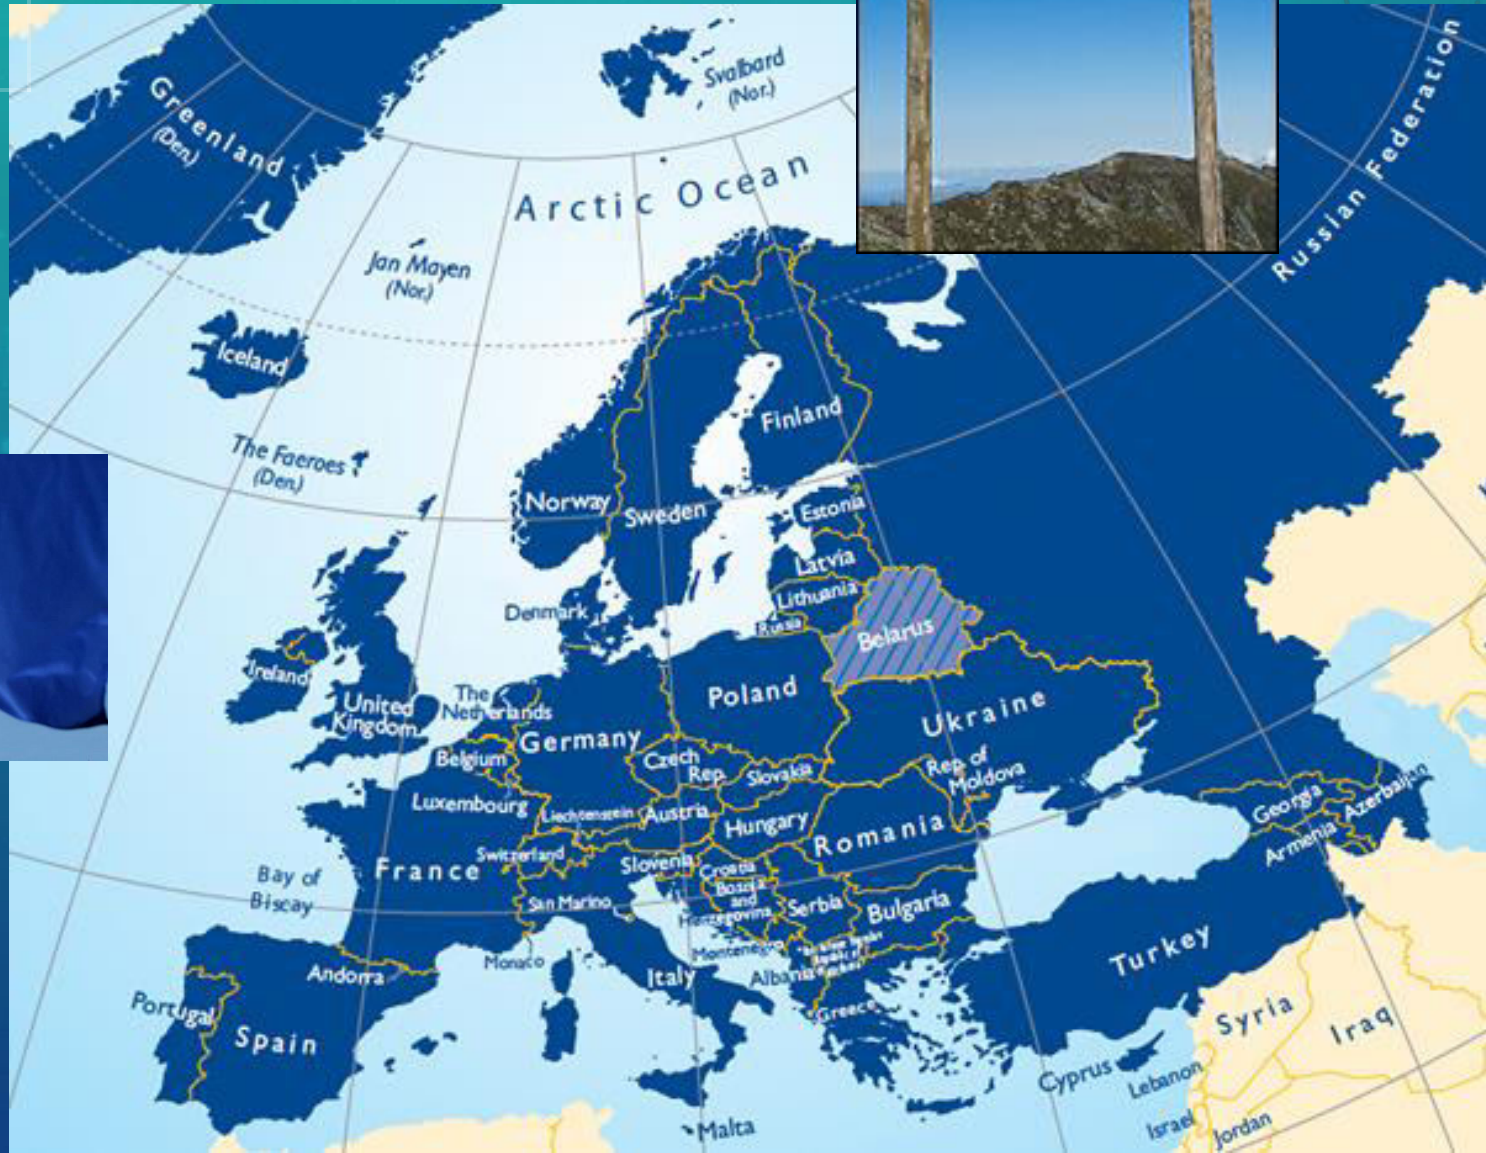 Greenland
(Den.)
Svalbard
(Nor.)
Arctic Ocean
Russian Federation
Jan Mayen
(Nor.)
Iceland
The Faeroes
(Den.)
Finland
Norway
Sweden
Estonia
Latvia
Lithuania
Russia
Denmark
Belarus
Ireland
United
Kingdom
The
Netherlands
Poland
Germany
Ukraine
Belgium
Czech
Rep.
Slovakia
Rep. of
Moldova
Luxembourg
Liechtenstein
Austria
Hungary
Romania
Georgia
Azerbaijan
Armenia
Switzerland
France
Slovenia
Croatia
Bosnia
and
Herzegovina
Bay of
Biscay
San Marino
Serbia
Bulgaria
Montenegro
Monaco
Andorra
Italy
Albania
Turkey
Portugal
Spain
Greece
Syria
Iraq
Cyprus
Lebanon
Israel
Jordan
Malta